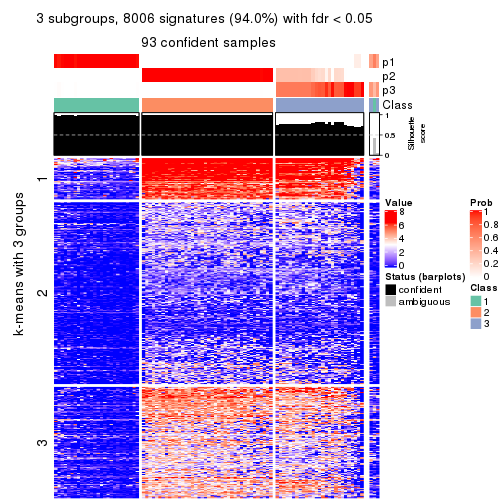 3 subgroups, 8006 signatures (94.0%) with fdr < 0.05
93 confident samples
p1
p2
p3
Class
1
0.5
0
Silhouette
score
k-means with 3 groups
1
2
3
Value
8
6
4
2
0
Status (barplots)
confident
ambiguous
Prob
1
0.8
0.6
0.4
0.2
0
Class
1
2
3